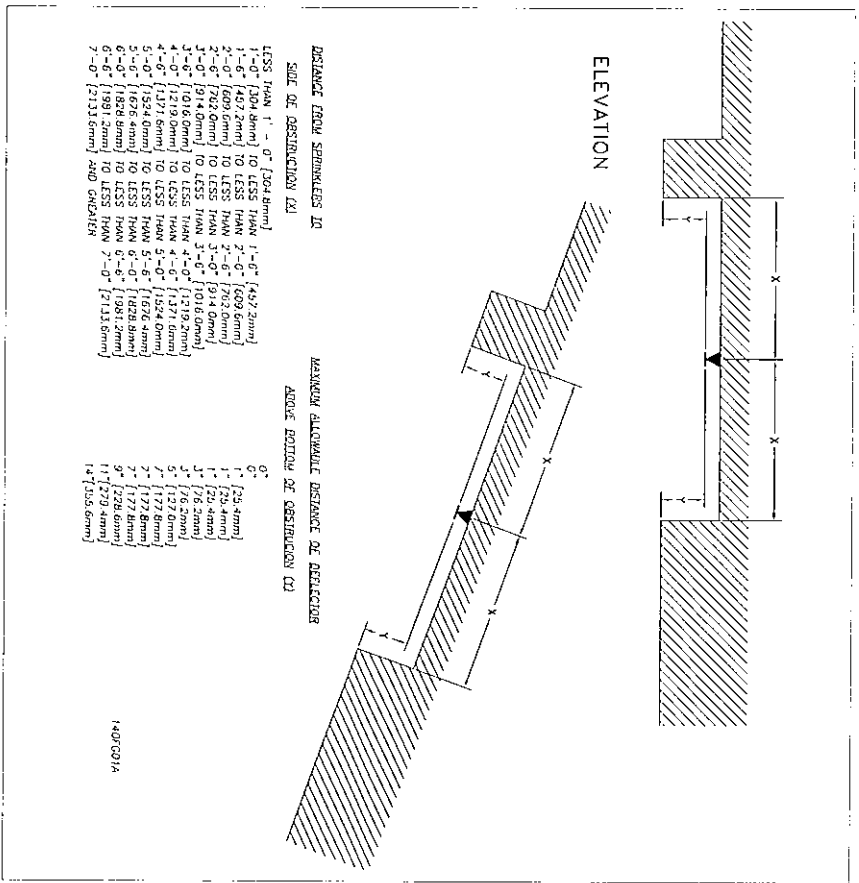 X
X
Y
Y
ELEVATION
X
X
Y
Y
DISTANCE FROM SPRINKLERS TO
SIDE OF OBSTRUCTION (X)
MAXIMUM ALLOWABLE DISTANCE OF DEFLECTOR
ABOVE BOTTOM OF OBSTRUCION (Y)
LESS THAN 1' - 0" [304.8mm] 0"
1'-0" [304.8mm] TO LESS THAN 1'-6" [457.2mm] 0"
1'-6" [457.2mm] TO LESS THAN 2'-0" [609.6mm] 1" [25.4mm]
2'-0" [609.6mm] TO LESS THAN 2'-6" [762.0mm] 1" [25.4mm]
2'-6" [762.0mm] TO LESS THAN 3'-0" [914.0mm] 1" [25.4mm]
3'-0" [914.0mm] TO LESS THAN 3'-6" [1016.0mm] 3" [76.2mm]
3'-6" [1016.0mm] TO LESS THAN 4'-0" [1219.2mm] 3" [76.2mm]
4'-0" [1219.0mm] TO LESS THAN 4'-6" [1371.6mm] 5" [127.0mm]
4'-6" [1371.6mm] TO LESS THAN 5'-0" [1524.0mm] 7" [177.8mm]
5'-0" [1524.0mm] TO LESS THAN 5'-6" [1676.4mm] 7" [177.8mm]
5'-6" [1676.4mm] TO LESS THAN 6'-0" [1828.8mm] 7" [177.8mm]
6'-0" [1828.8mm] TO LESS THAN 6'-6" [1981.2mm] 9" [228.6mm]
6'-6" [1981.2mm] TO LESS THAN 7'-0" [2133.6mm] 11" [279.4mm]
7'-0" [2133.6mm] AND GREATER 14" [355.6mm]
140FG01A